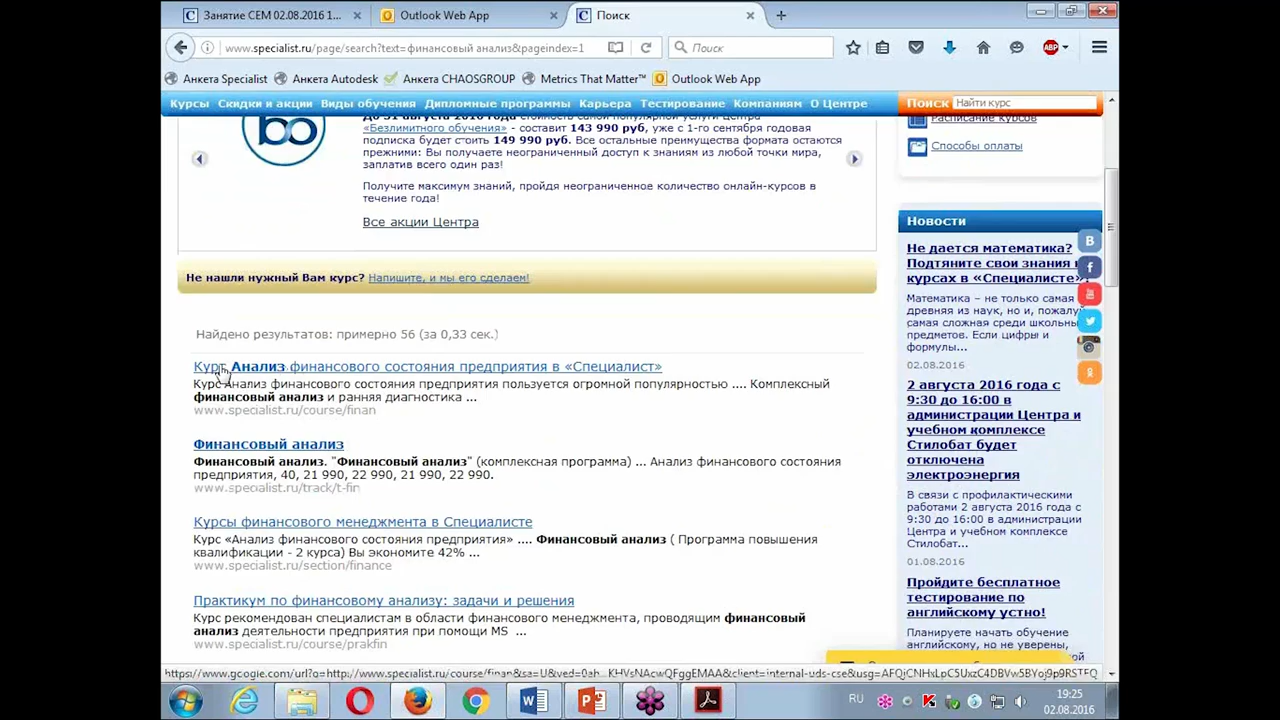 Занятие СЕМ 02.08.2016 1...
Outlook Web App
Поиск
www.specialist.ru/page/search?text=финансовый анализ&pageindex=1
Поиск
ABP
Анкета Specialist
Анкета Autodesk
Анкета CHAOSGROUP
Metrics That Matter™
Outlook Web App
Курсы Скидки и акции Виды обучения Дипломные программы Карьера Тестирование Компаниям О Центре
Поиск Найти курс
До 31 августа 2016 года стоимость самой популярной услуги Центра
«Безлимитного обучения» - составит 143 990 руб, уже с 1-го сентября годовая
подписка будет стоить 149 990 руб. Все остальные преимущества формата остаются
прежними: Вы получаете неограниченный доступ к знаниям из любой точки мира,
заплатив всего один раз!
Получите максимум знаний, пройдя неограниченное количество онлайн-курсов в
течение года!
Все акции Центра
Не нашли нужный Вам курс? Напишите, и мы его сделаем!
Найдено результатов: примерно 56 (за 0,33 сек.)
Курс Анализ финансового состояния предприятия в «Специалист»
Курс Анализ финансового состояния предприятия пользуется огромной популярностью .... Комплексный
финансовый анализ и ранняя диагностика ...
www.specialist.ru/course/finan
Финансовый анализ
Финансовый анализ. "Финансовый анализ" (комплексная программа) ... Анализ финансового состояния
предприятия, 40, 21 990, 22 990, 21 990, 22 990.
www.specialist.ru/track/t-fin
Курсы финансового менеджмента в Специалисте
Курс «Анализ финансового состояния предприятия» .... Финансовый анализ ( Программа повышения
квалификации - 2 курса) Вы экономите 42% ...
www.specialist.ru/section/finance
Практикум по финансовому анализу: задачи и решения
Курс рекомендован специалистам в области финансового менеджмента, проводящим финансовый
анализ деятельности предприятия при помощи MS ...
www.specialist.ru/course/prakfin
Расписание курсов
Способы оплаты
Новости
Не дается математика?
Подтяните свои знания
курсах в «Специалисте»
Математика – не только самая
древняя из наук, но и, пожалуй
самая сложная среди школьны
предметов. Если цифры и
формулы...
02.08.2016
2 августа 2016 года с
9:30 до 16:00 в
администрации Центра и
учебном комплексе
Стилобат будет
отключена
электроэнергия
В связи с профилактическими
работами 2 августа 2016 года с
9:30 до 16:00 в администрации
Центра и учебном комплексе
Стилобат...
01.08.2016
Пройдите бесплатное
тестирование по
английскому устно!
Планируете начать обучение
английскому, но не уверены,
RU
19:25
02.08.2016